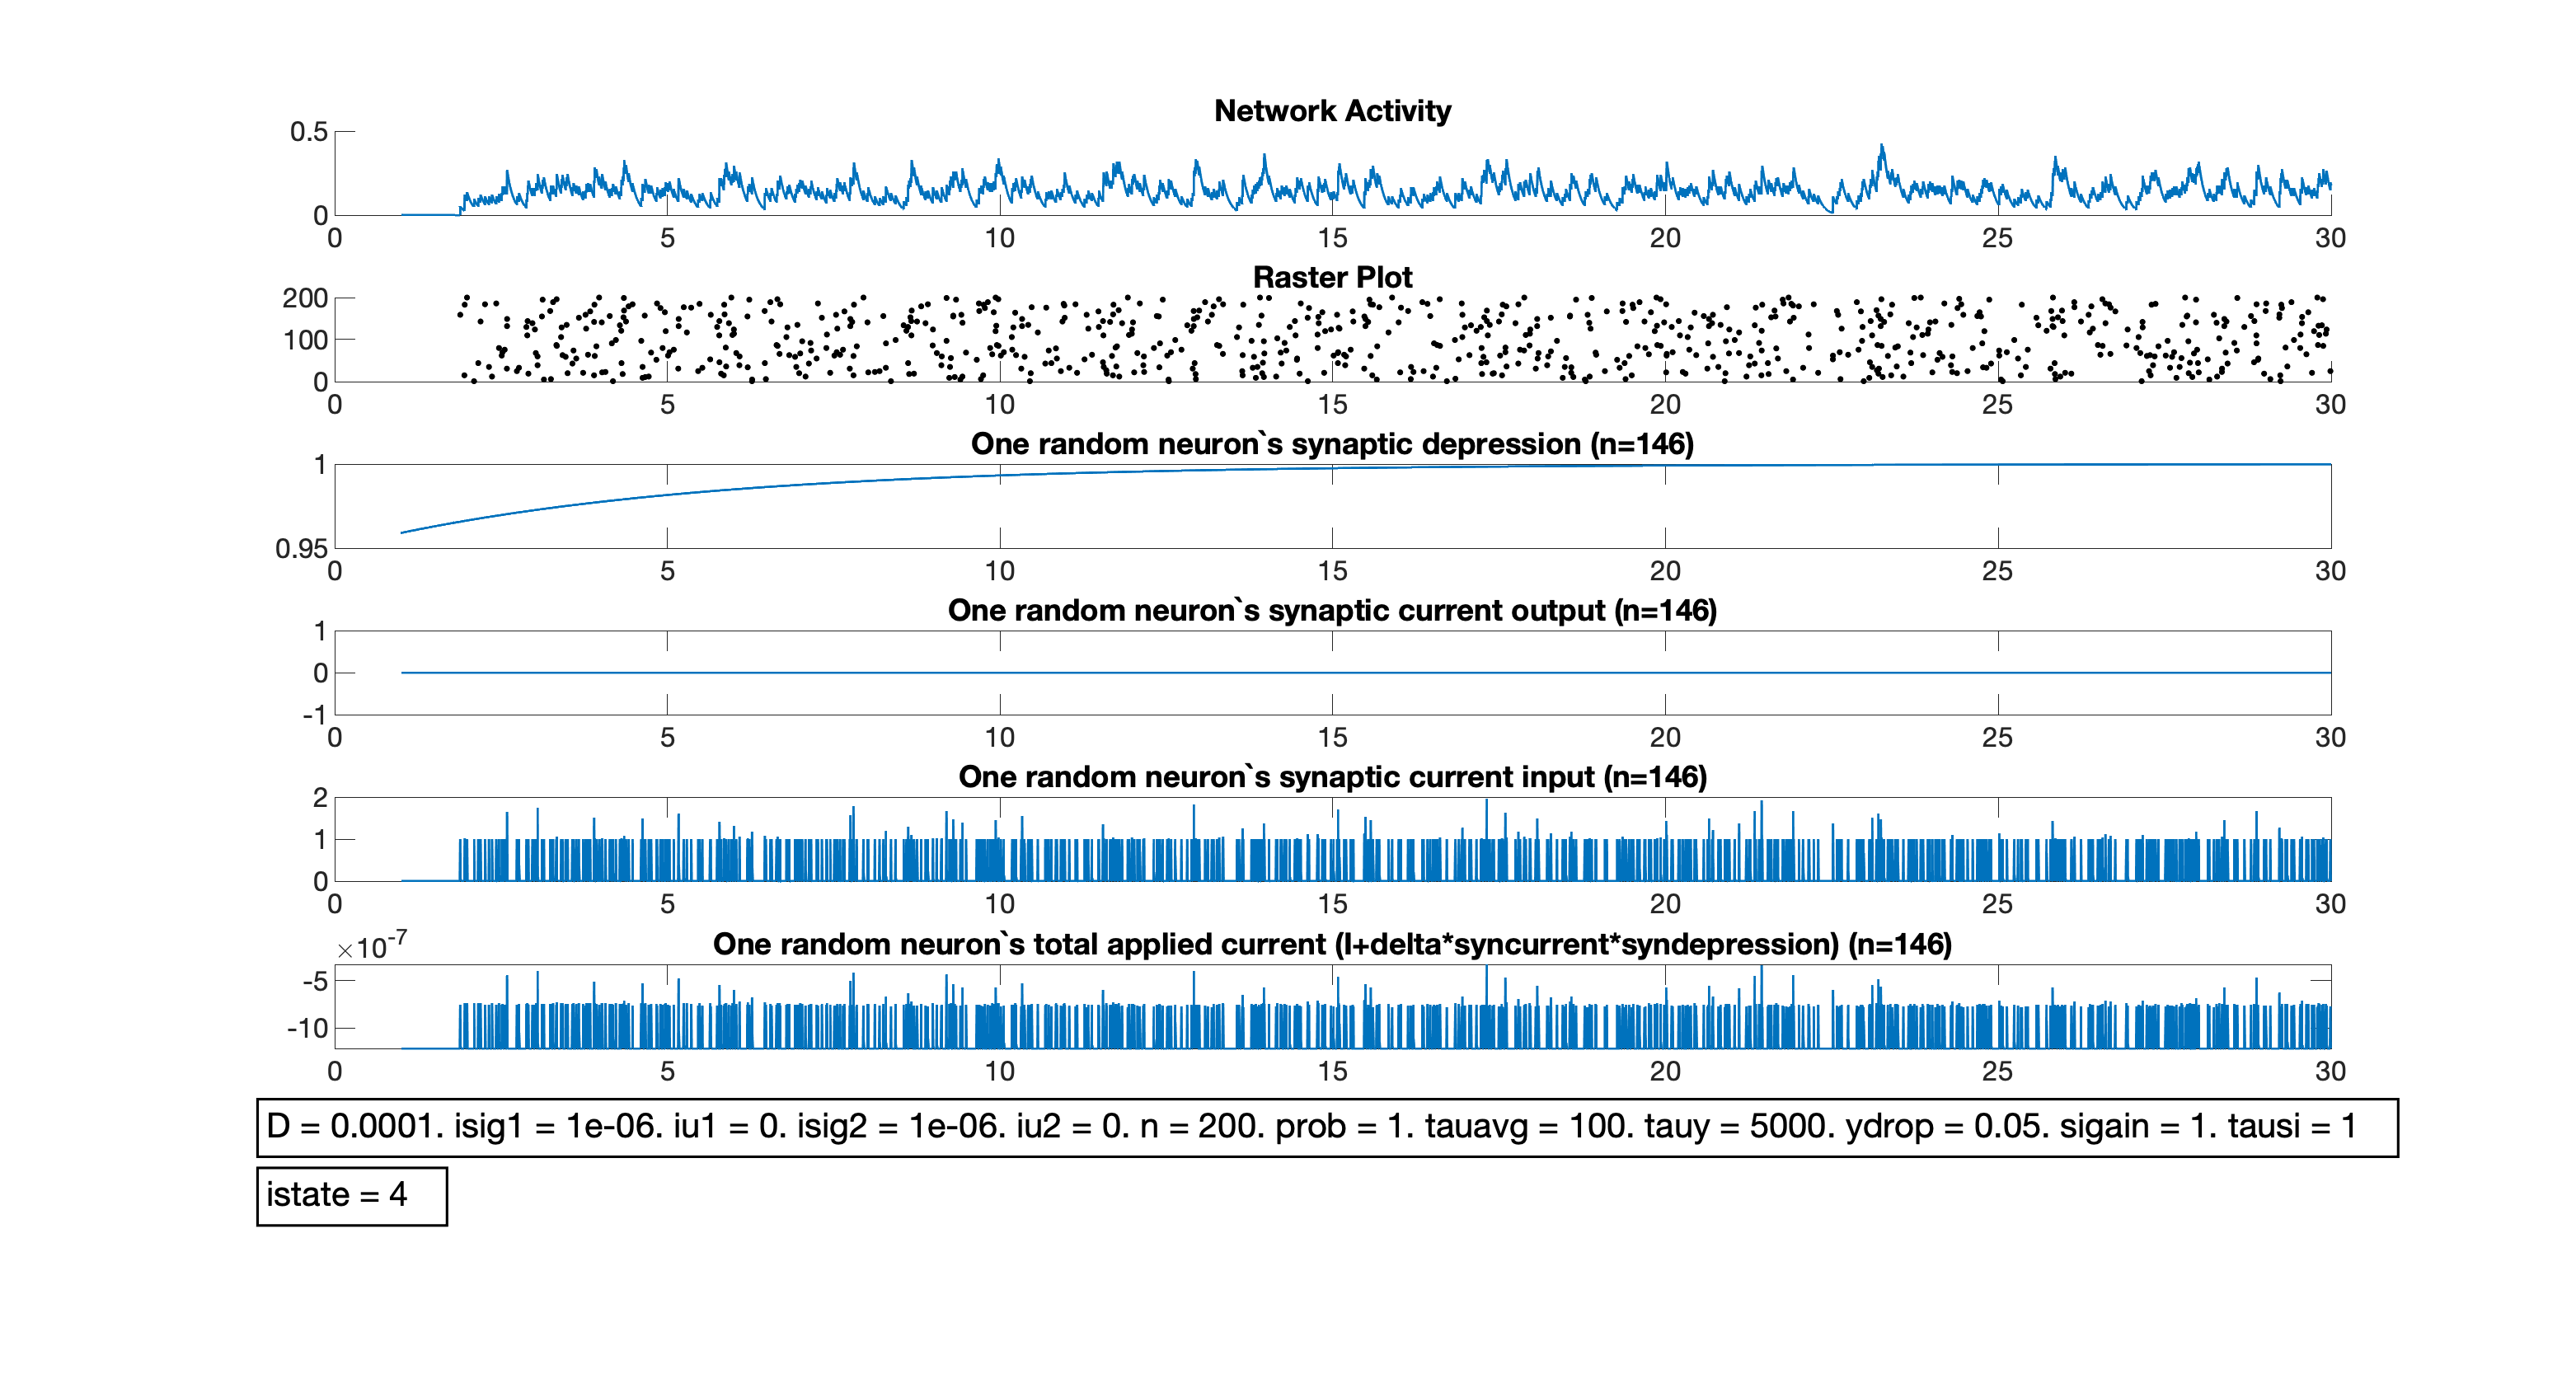 Network Activity
0.5
0
0 5 10 15 20 25 30
Raster Plot
200
100
0
0 5 10 15 20 25 30
One random neuron`s synaptic depression (n=146)
1
0.95
0 5 10 15 20 25 30
One random neuron`s synaptic current output (n=146)
1
0
-1
0 5 10 15 20 25 30
One random neuron`s synaptic current input (n=146)
2
1
0
0 5 10 15 20 25 30
×10⁻⁷ One random neuron`s total applied current (I+delta*syncurrent*syndepression) (n=146)
-5
-10
0 5 10 15 20 25 30
D = 0.0001. isig1 = 1e-06. iu1 = 0. isig2 = 1e-06. iu2 = 0. n = 200. prob = 1. tauavg = 100. tauy = 5000. ydrop = 0.05. sigain = 1. tausi = 1
istate = 4